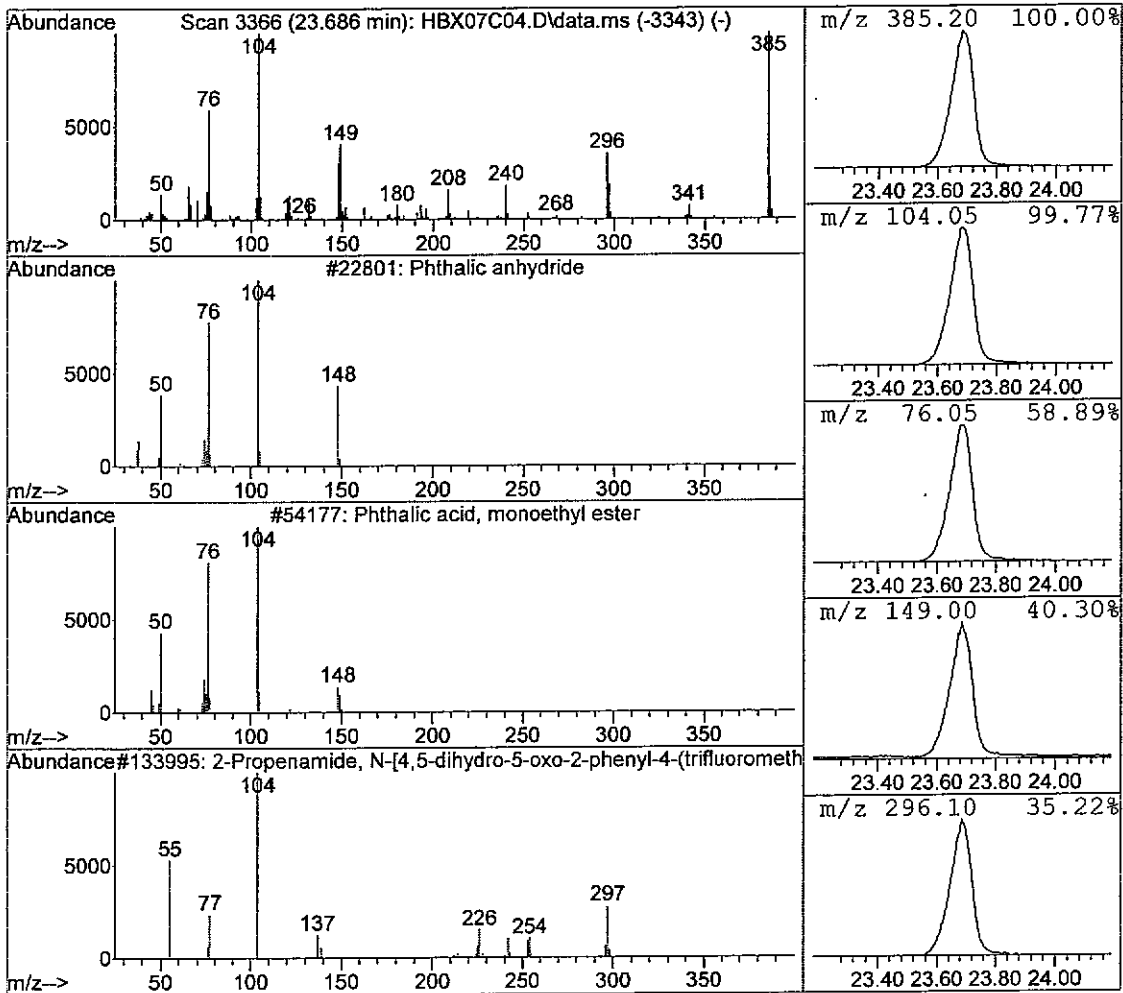 Abundance Scan 3366 (23.686 min): HBX07C04.D\data.ms (-3343) (-)
104
385
76
5000
149
296
50
208
240
180
126
268
341
0
m/z--> 50 100 150 200 250 300 350
Abundance #22801: Phthalic anhydride
104
76
5000
50
148
0
m/z--> 50 100 150 200 250 300 350
Abundance #54177: Phthalic acid, monoethyl ester
104
76
5000
50
148
0
m/z--> 50 100 150 200 250 300 350
Abundance #133995: 2-Propenamide, N-[4,5-dihydro-5-oxo-2-phenyl-4-(trifluorometh
104
5000
55
77
297
137
226
254
0
m/z--> 50 100 150 200 250 300 350
m/z 385.20 100.00%
23.40 23.60 23.80 24.00
m/z 104.05 99.77%
23.40 23.60 23.80 24.00
m/z 76.05 58.89%
23.40 23.60 23.80 24.00
m/z 149.00 40.30%
23.40 23.60 23.80 24.00
m/z 296.10 35.22%
23.40 23.60 23.80 24.00